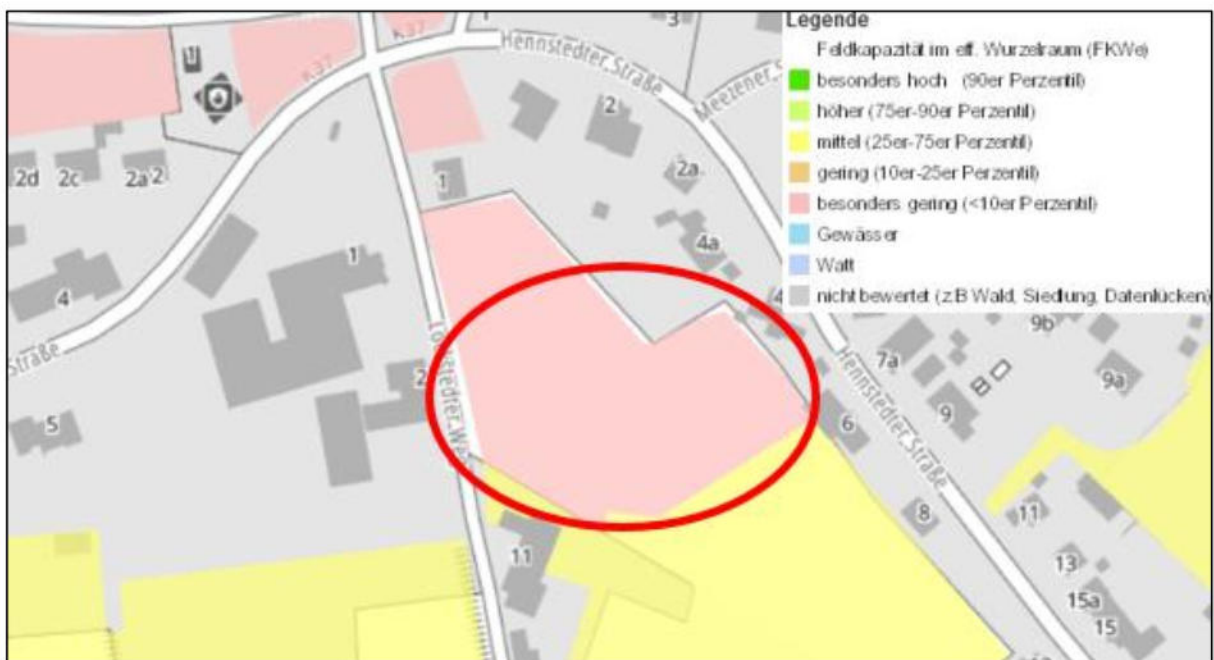 Legende
Feldkapazität im eff. Wurzelraum (FKWe)
besonders hoch (90er Perzentil)
höher (75er-90er Perzentil)
mittel (25er-75er Perzentil)
gering (10er-25er Perzentil)
besonders gering (<10er Perzentil)
Gewässer
Watt
nicht bewertet (z.B Wald, Siedlung, Datenlücken)
K37
K37
Hennstedter Straße
3
1
2
2a
2d
2c
2a
2
1
4a
1
4
4
Straße
Lockstedter Weg
2
5
6
7a
9
9a
9b
Hennstedter Straße
8
11
11
13
15a
15